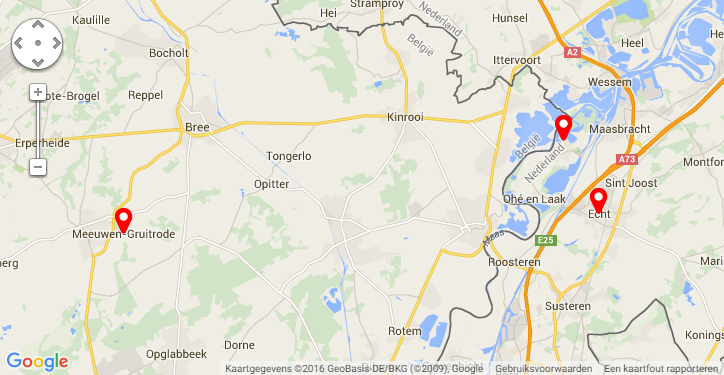 Stramproy
Hei
Nederland
Hunsel
Kaulille
België
A2
Heel
Bocholt
Ittervoort
Wessem
ote-Brogel
Reppel
Kinrooi
Bree
Maasbracht
Erperheide
België
Nederland
A73
Montfor
Tongerlo
Opitter
Sint Joost
Ohé en Laak
Echt
Meeuwen-Gruitrode
Maas
E25
berg
Roosteren
Mari
Susteren
Rotem
Dorne
Konings
Opglabbeek
Google
Kaartgegevens ©2016 GeoBasis-DE/BKG (©2009), Google
Gebruiksvoorwaarden
Een kaartfout rapporteren